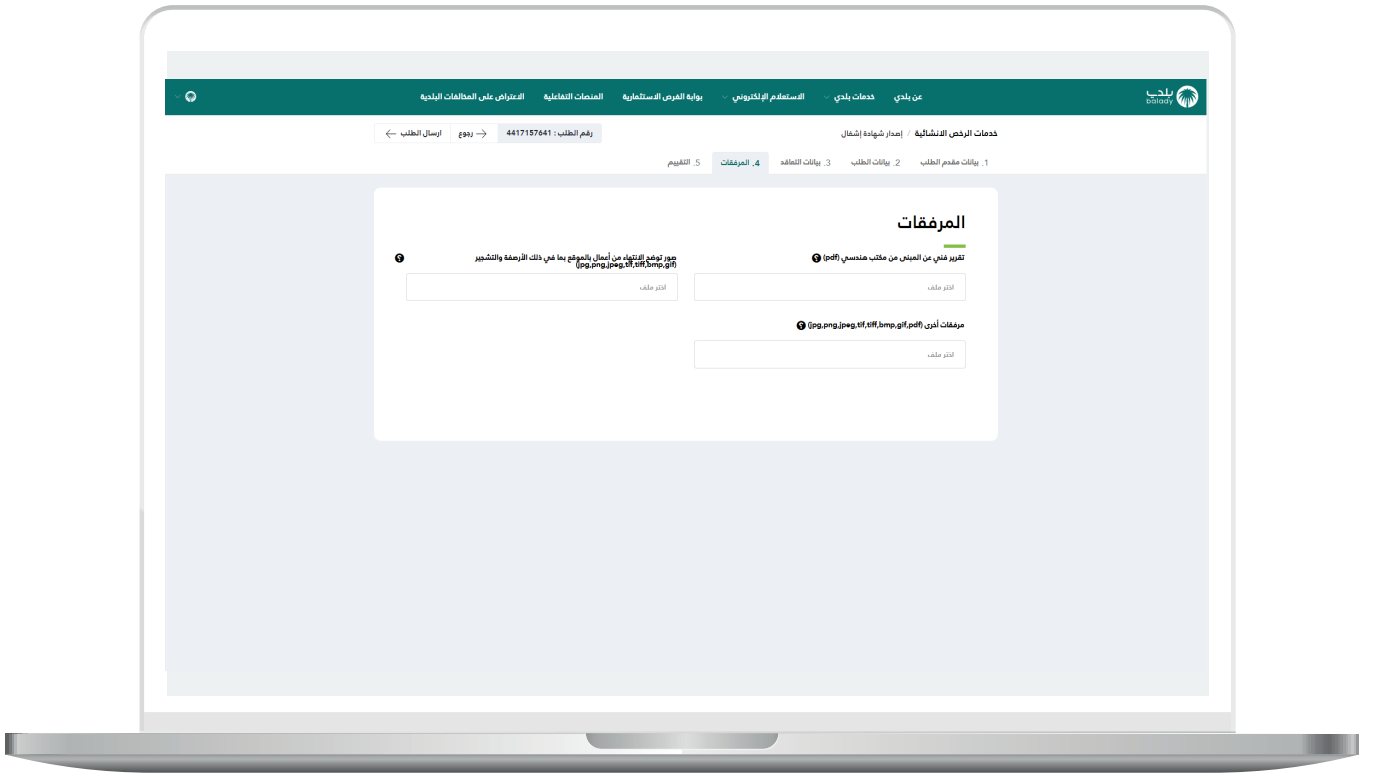 بلدي
balady
عن بلدي
خدمات بلدي
الاستعلام الإلكتروني
بوابة الفرص الاستثمارية
المنصات التفاعلية
الاعتراض على المخالفات البلدية
خدمات الرخص الانشائية / إصدار شهادة إشغال
رقم الطلب : 4417157641
رجوع
ارسال الطلب
1. بيانات مقدم الطلب
2. بيانات الطلب
3. بيانات التعاقد
4. المرفقات
5. التقييم
المرفقات
تقرير فني عن المبنى من مكتب هندسي (pdf)
اختر ملف
صور توضح الانتهاء من أعمال بالموقع بما في ذلك الأرصفة والتشجير
(jpg,png,jpeg,tif,tiff,bmp,gif)
اختر ملف
مرفقات أخرى (jpg,png,jpeg,tif,tiff,bmp,gif,pdf)
اختر ملف